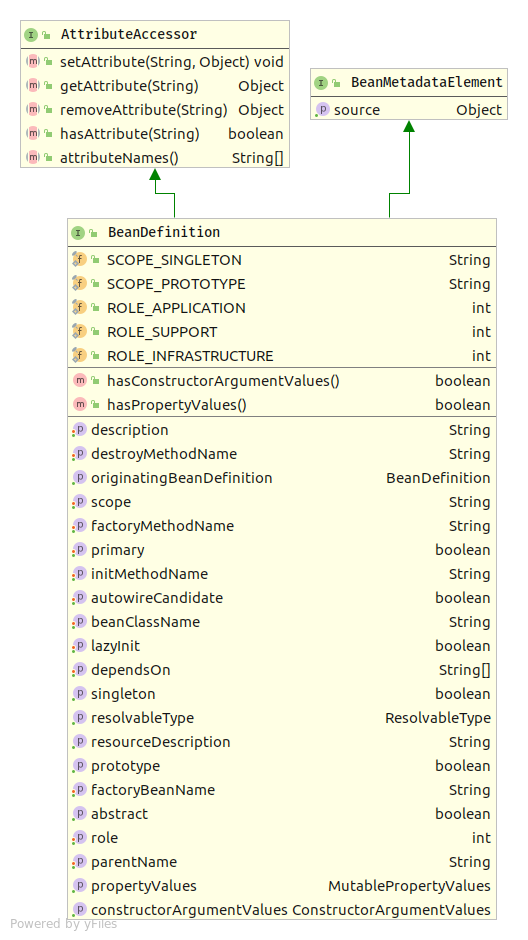 AttributeAccessor
setAttribute(String, Object) void
getAttribute(String) Object
removeAttribute(String) Object
hasAttribute(String) boolean
attributeNames() String[]
BeanMetadataElement
source Object
BeanDefinition
SCOPE_SINGLETON String
SCOPE_PROTOTYPE String
ROLE_APPLICATION int
ROLE_SUPPORT int
ROLE_INFRASTRUCTURE int
hasConstructorArgumentValues() boolean
hasPropertyValues() boolean
description String
destroyMethodName String
originatingBeanDefinition BeanDefinition
scope String
factoryMethodName String
primary boolean
initMethodName String
autowireCandidate boolean
beanClassName String
lazyInit boolean
dependsOn String[]
singleton boolean
resolvableType ResolvableType
resourceDescription String
prototype boolean
factoryBeanName String
abstract boolean
role int
parentName String
propertyValues MutablePropertyValues
constructorArgumentValues ConstructorArgumentValues
Powered by yFiles